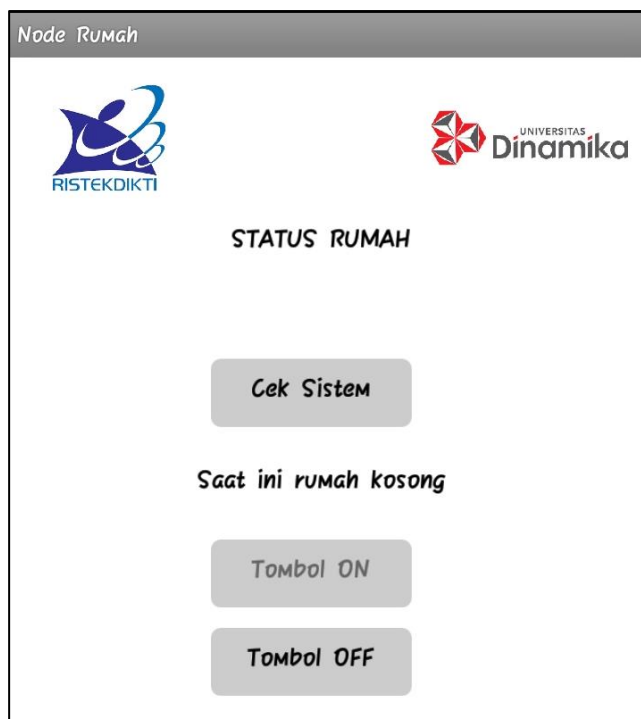 Node Rumah
RISTEKDIKTI
UNIVERSITAS
Dinamika
STATUS RUMAH
Cek Sistem
Saat ini rumah kosong
Tombol ON
Tombol OFF